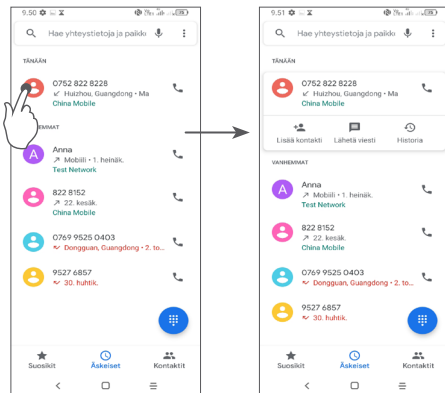 9.50
Hae yhteystietoja ja paikko
TÄNÄÄN
0752 822 8228
Huizhou, Guangdong • Ma
China Mobile
EMMAT
A
Anna
Mobiili • 1. heinäk.
Test Network
822 8152
22. kesäk.
China Mobile
0769 9525 0403
Dongguan, Guangdong • 2. to...
9527 6857
30. huhtik.
Suosikit
Äskeiset
Kontaktit
9.51
Hae yhteystietoja ja paikko
TÄNÄÄN
0752 822 8228
Huizhou, Guangdong • Ma
China Mobile
Lisää kontakti Lähetä viesti Historia
VANHEMMAT
A
Anna
Mobiili • 1. heinäk.
Test Network
822 8152
22. kesäk.
China Mobile
0769 9525 0403
Dongguan, Guangdong • 2. to...
9527 6857
30. huhtik.
Suosikit
Äskeiset
Kontaktit